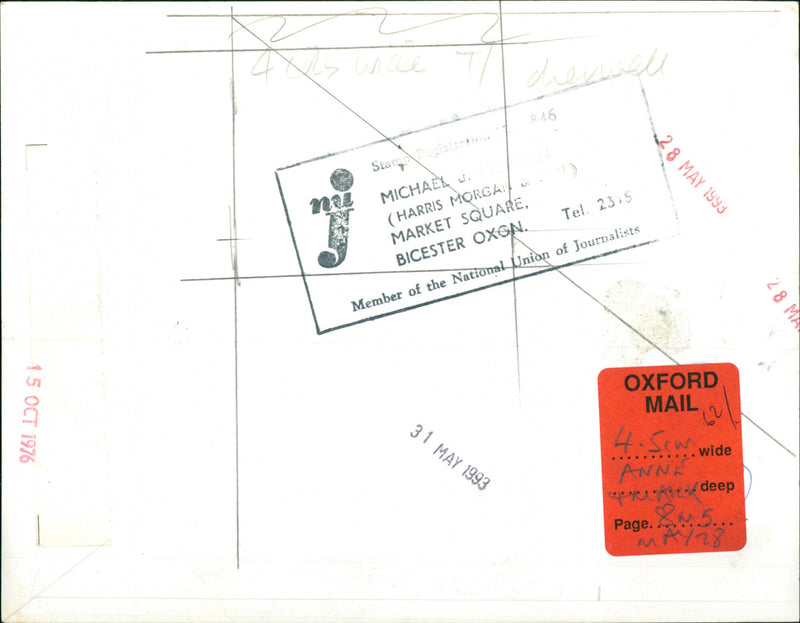 4 cols wide T/
Stamp Registration 846
nuj
MICHAEL J.
(HARRIS MORGAN &
MARKET SQUARE,
BICESTER OXON. Tel. 2315
Member of the National Union of Journalists
28 MAY 1993
28 MA
15 OCT 1976
31 MAY 1993
OXFORD
MAIL
4.5cm wide
ANNE
deep
Page. 8M5
MAY 28